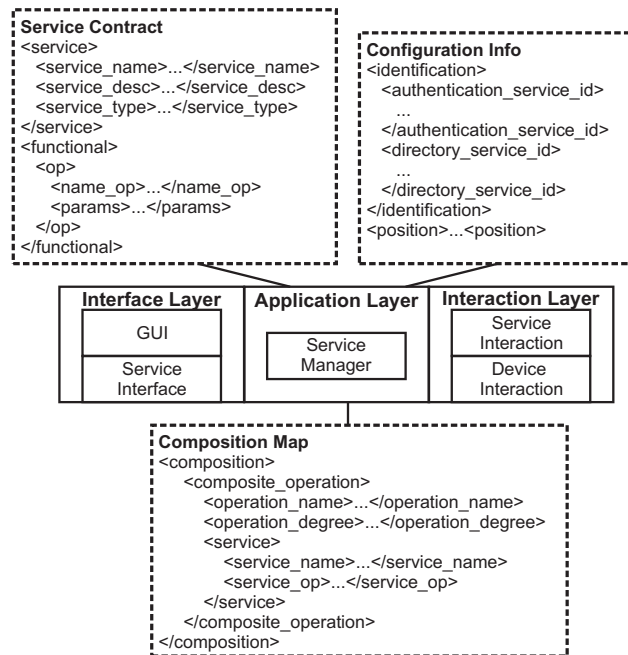 Service Contract
<service>
<service_name>...</service_name>
<service_desc>...</service_desc>
<service_type>...</service_type>
</service>
<functional>
<op>
<name_op>...</name_op>
<params>...</params>
</op>
</functional>
Configuration Info
<identification>
<authentication_service_id>
...
</authentication_service_id>
<directory_service_id>
...
</directory_service_id>
</identification>
<position>...<position>
Interface Layer
GUI
Service
Interface
Application Layer
Service
Manager
Interaction Layer
Service
Interaction
Device
Interaction
Composition Map
<composition>
<composite_operation>
<operation_name>...</operation_name>
<operation_degree>...</operation_degree>
<service>
<service_name>...</service_name>
<service_op>...</service_op>
</service>
</composite_operation>
</composition>